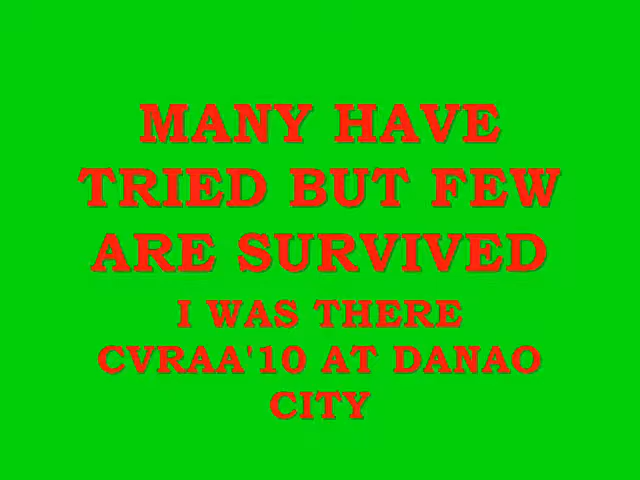 MANY HAVE
TRIED BUT FEW
ARE SURVIVED
I WAS THERE
CVRAA'10 AT DANAO
CITY